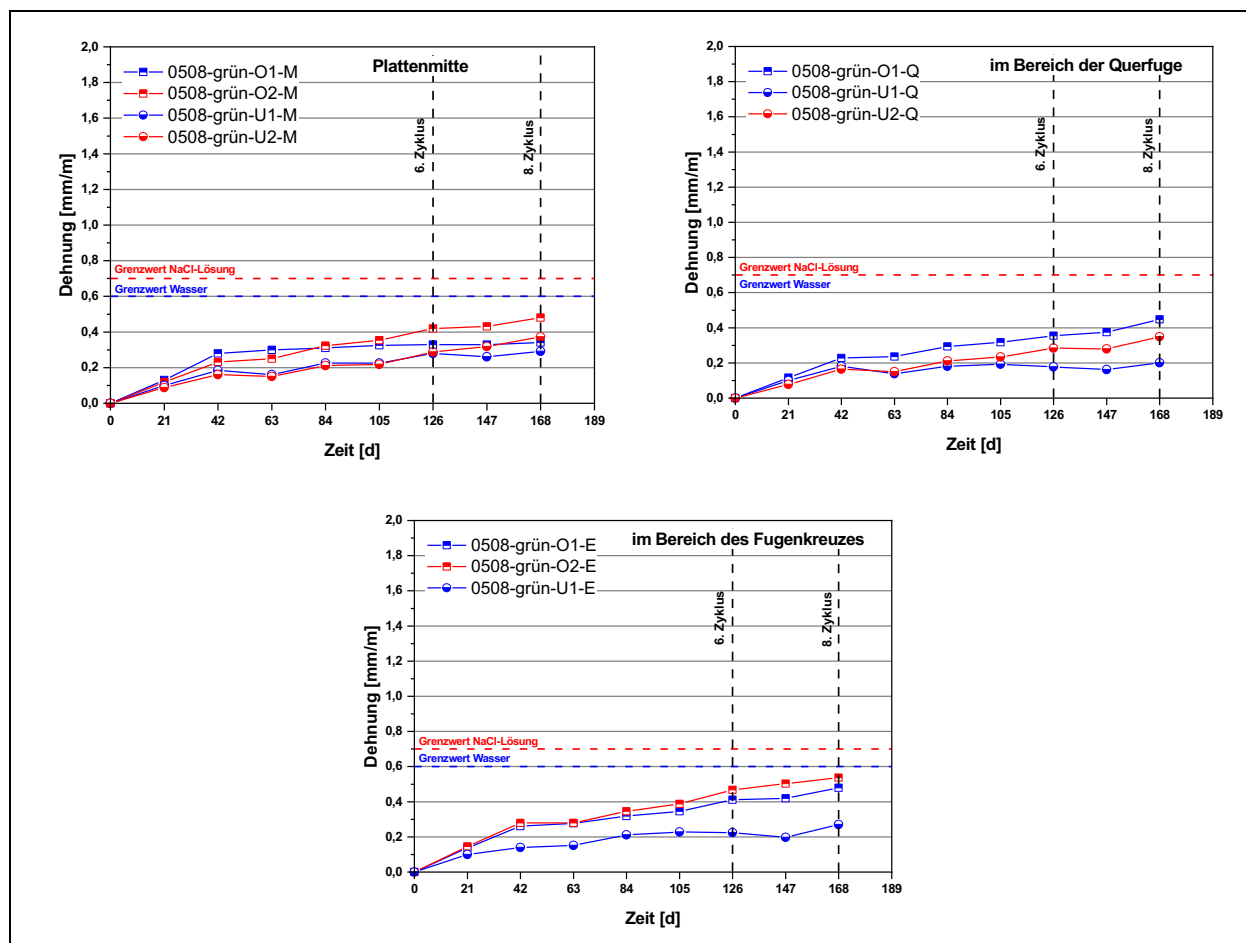 Plattenmitte
0508-grün-O1-M
0508-grün-O2-M
0508-grün-U1-M
0508-grün-U2-M
6. Zyklus
8. Zyklus
Grenzwert NaCl-Lösung
Grenzwert Wasser
Dehnung [mm/m]
2,0
1,8
1,6
1,4
1,2
1,0
0,8
0,6
0,4
0,2
0,0
0 21 42 63 84 105 126 147 168 189
Zeit [d]
im Bereich der Querfuge
0508-grün-O1-Q
0508-grün-U1-Q
0508-grün-U2-Q
6. Zyklus
8. Zyklus
Grenzwert NaCl-Lösung
Grenzwert Wasser
Dehnung [mm/m]
2,0
1,8
1,6
1,4
1,2
1,0
0,8
0,6
0,4
0,2
0,0
0 21 42 63 84 105 126 147 168 189
Zeit [d]
im Bereich des Fugenkreuzes
0508-grün-O1-E
0508-grün-O2-E
0508-grün-U1-E
6. Zyklus
8. Zyklus
Grenzwert NaCl-Lösung
Grenzwert Wasser
Dehnung [mm/m]
2,0
1,8
1,6
1,4
1,2
1,0
0,8
0,6
0,4
0,2
0,0
0 21 42 63 84 105 126 147 168 189
Zeit [d]